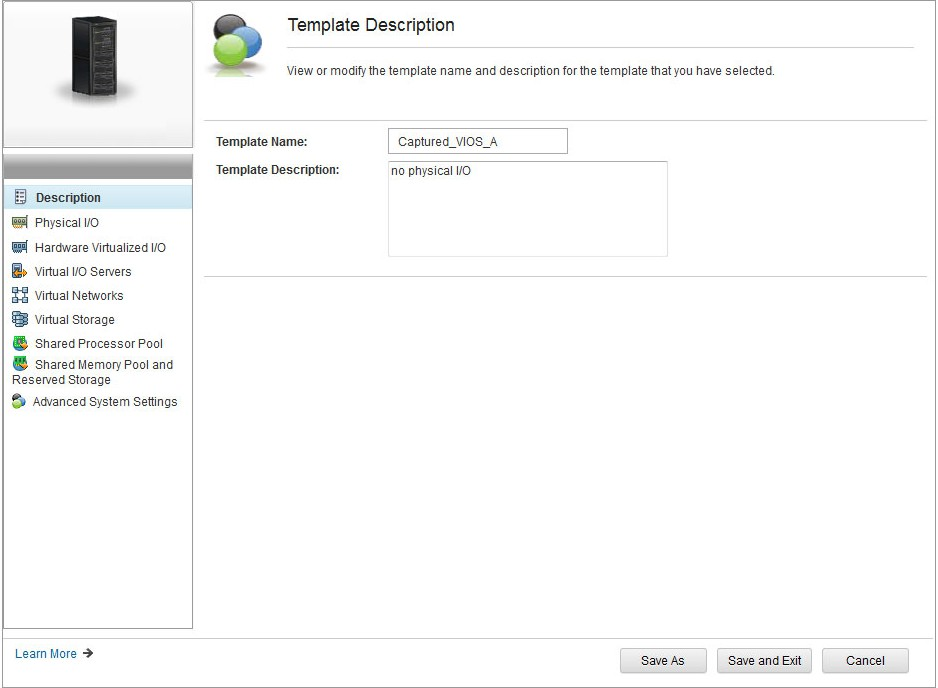 Template Description
View or modify the template name and description for the template that you have selected.
Template Name:
Captured_VIOS_A
Template Description:
no physical I/O
Description
Physical I/O
Hardware Virtualized I/O
Virtual I/O Servers
Virtual Networks
Virtual Storage
Shared Processor Pool
Shared Memory Pool and
Reserved Storage
Advanced System Settings
Learn More
Save As
Save and Exit
Cancel